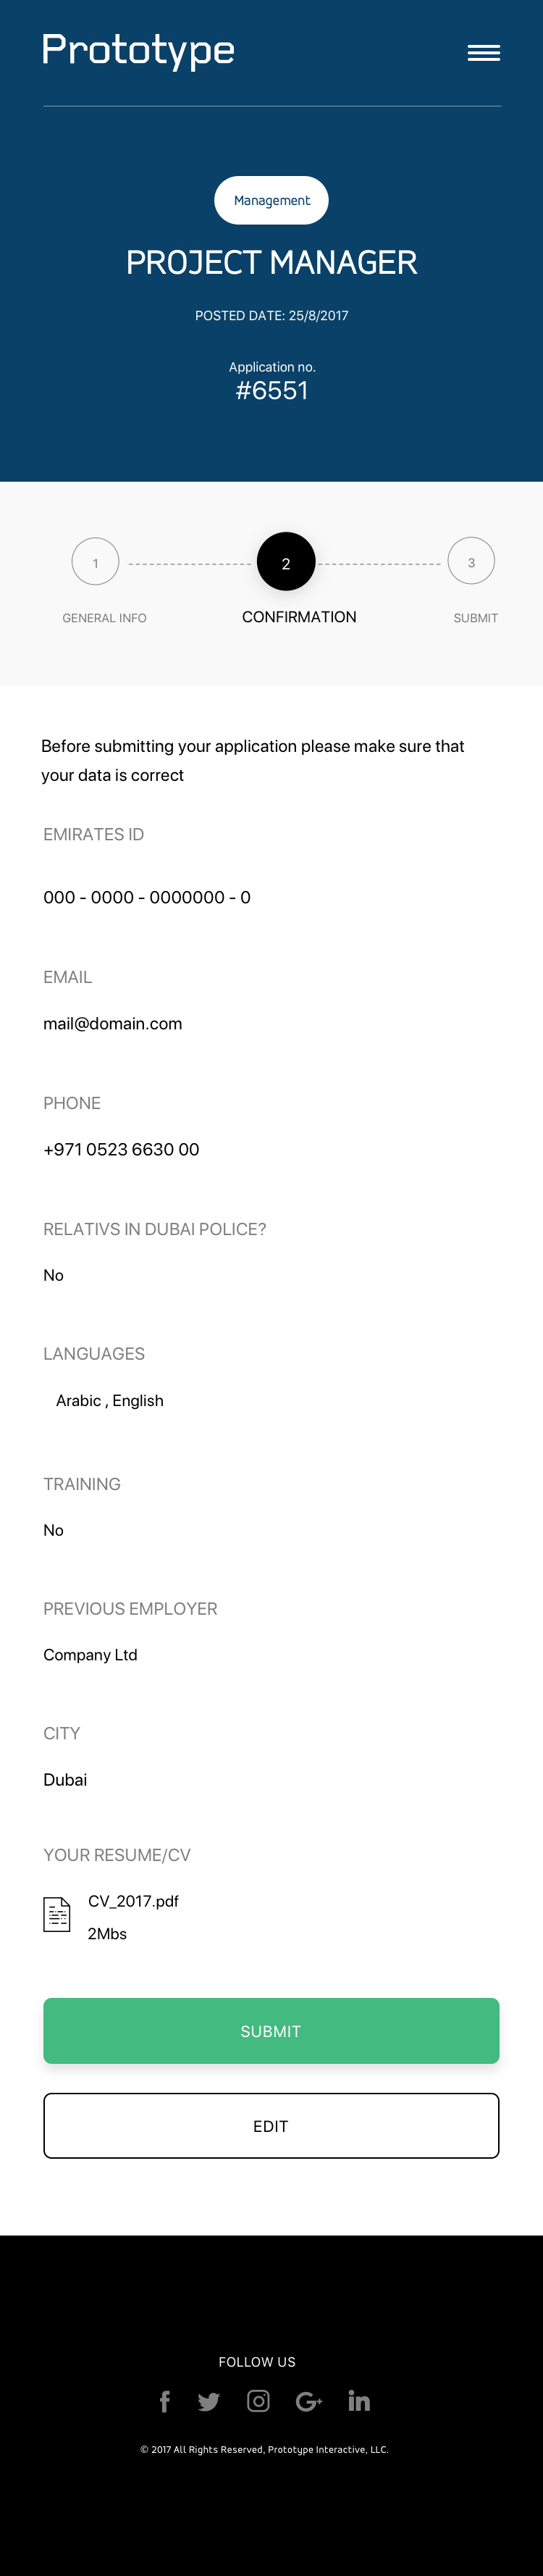 Prototype
Management
PROJECT MANAGER
POSTED DATE: 25/8/2017
Application no.
#6551
1
2
3
GENERAL INFO
CONFIRMATION
SUBMIT
Before submitting your application please make sure that
your data is correct
EMIRATES ID
000 - 0000 - 0000000 - 0
EMAIL
mail@domain.com
PHONE
+971 0523 6630 00
RELATIVS IN DUBAI POLICE?
No
LANGUAGES
Arabic , English
TRAINING
No
PREVIOUS EMPLOYER
Company Ltd
CITY
Dubai
YOUR RESUME/CV
CV_2017.pdf
2Mbs
SUBMIT
EDIT
FOLLOW US
© 2017 All Rights Reserved, Prototype Interactive, LLC.